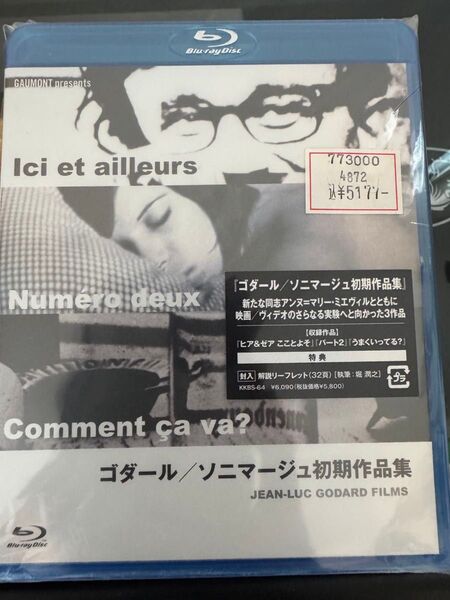 Blu-ray Disc
GAUMONT presents
Ici et ailleurs
773000
4872
込¥5177-
Numéro deux
『ゴダール/ソニマージュ初期作品集』
新たな同志アンヌ=マリー・ミエヴィルとともに
映画/ヴィデオのさらなる実験へと向かった3作品
【収録作品】
「ヒア&ゼア こことよそ」「パート2」「うまくいってる?」
特典
封入 解説リーフレット(32頁) [執筆:堀 潤之]
KKBS-64 ¥6,090(税抜価格¥5,800)
プラ
Comment ça va?
ゴダール/ソニマージュ初期作品集
JEAN-LUC GODARD FILMS
Blu-ray Disc